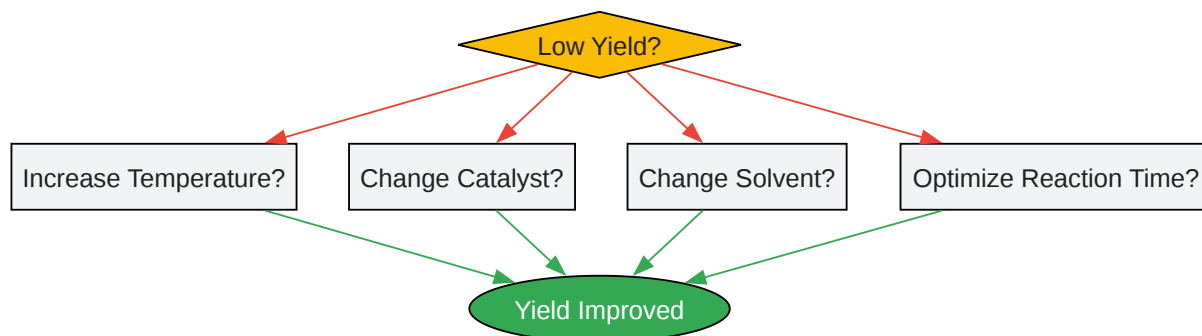 Low Yield?
Increase Temperature?
Change Catalyst?
Change Solvent?
Optimize Reaction Time?
Yield Improved